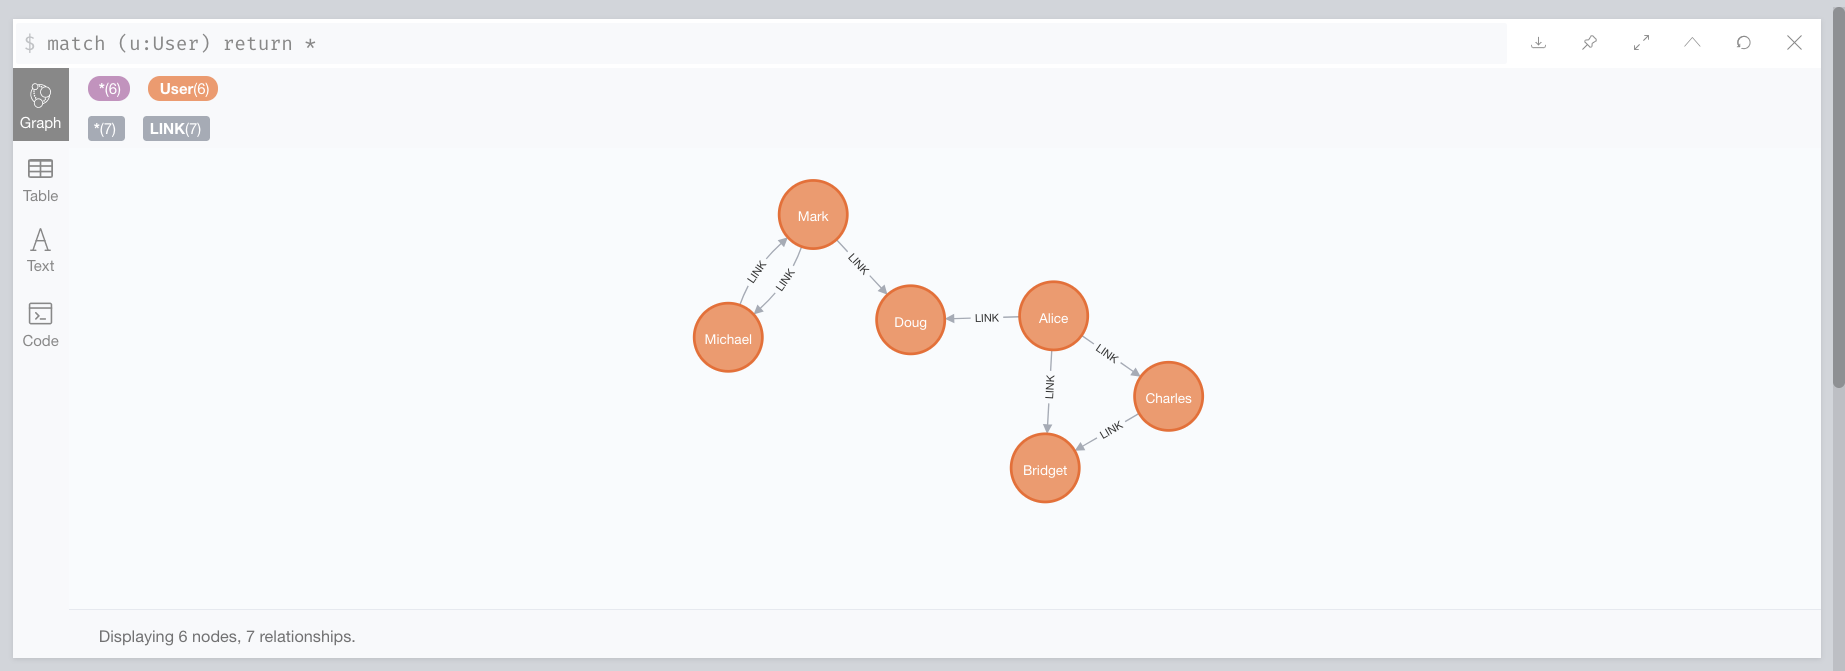 $ match (u:User) return *
*(6) User(6)
*(7) LINK(7)
Graph
Table
Text
Code
Mark
LINK
LINK
LINK
Michael
Doug
LINK
Alice
LINK
LINK
Charles
LINK
Bridget
Displaying 6 nodes, 7 relationships.